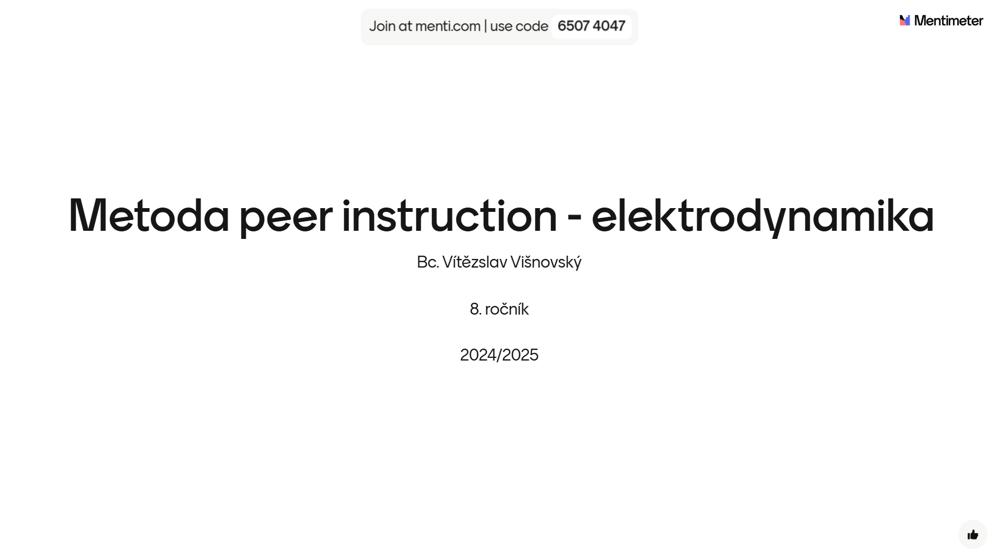 Join at menti.com | use code 6507 4047
Mentimeter
Metoda peer instruction - elektrodynamika
Bc. Vítězslav Višnovský
8. ročník
2024/2025